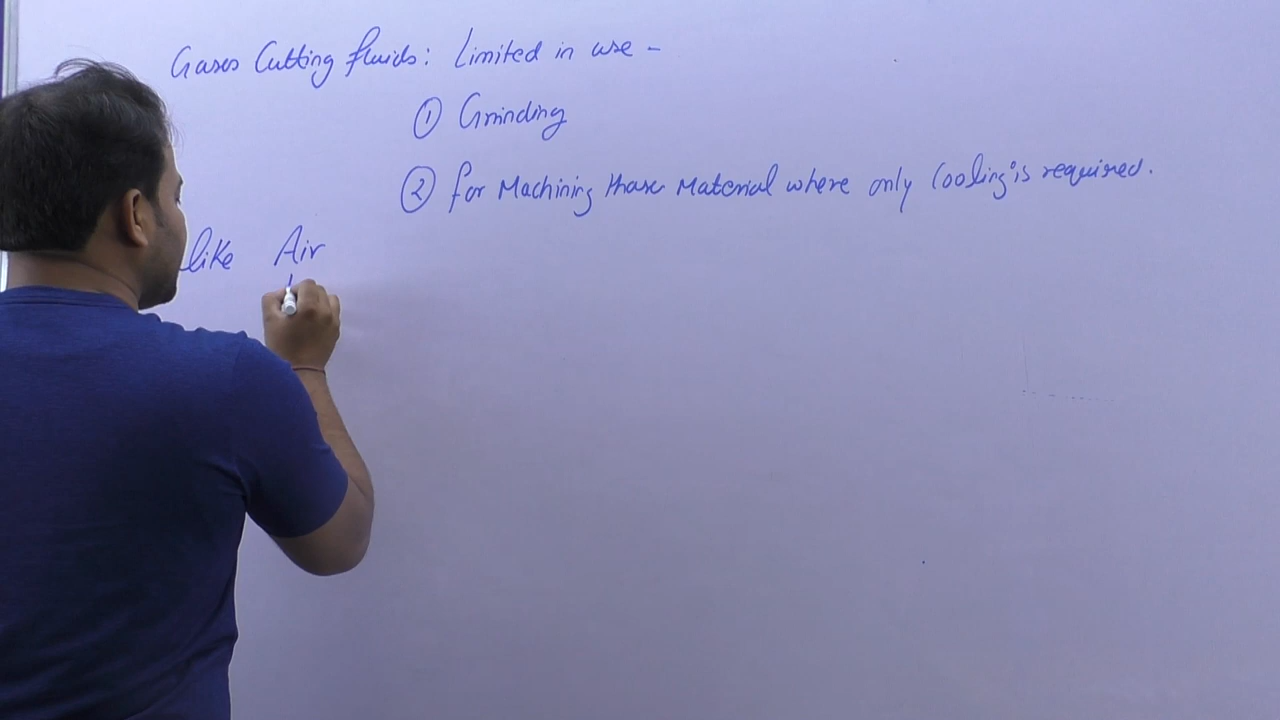 Gases Cutting fluids: Limited in use -
① Grinding
② for Machining those Material where only Cooling is required.
like Air